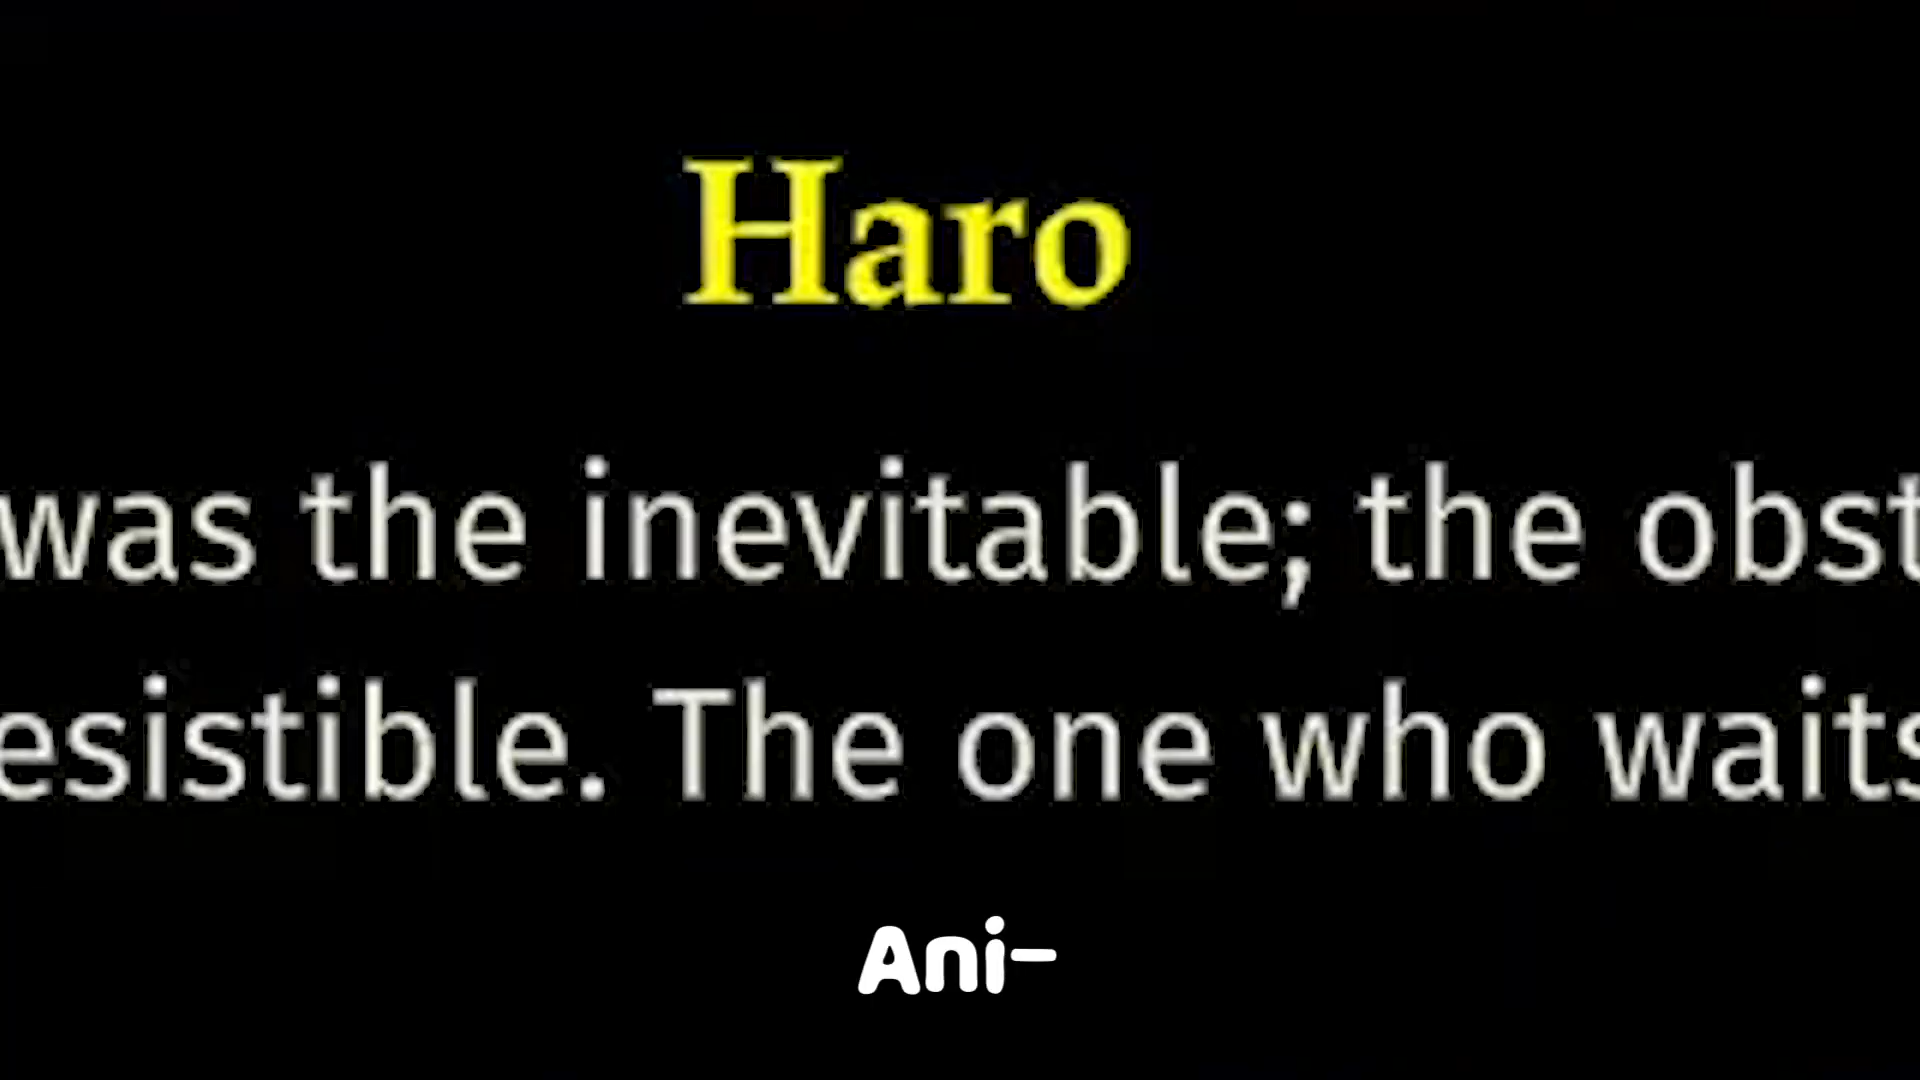 Haro
was the inevitable; the obst
esistible. The one who waits
Ani-